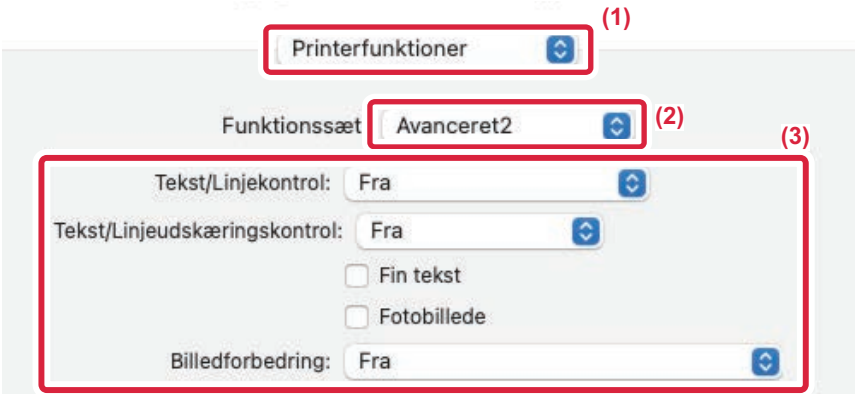 (1)
Printerfunktioner
Funktionssæt Avanceret2 (2)
(3)
Tekst/Linjekontrol: Fra
Tekst/Linjeudskæringskontrol: Fra
Fin tekst
Fotobillede
Billedforbedring: Fra